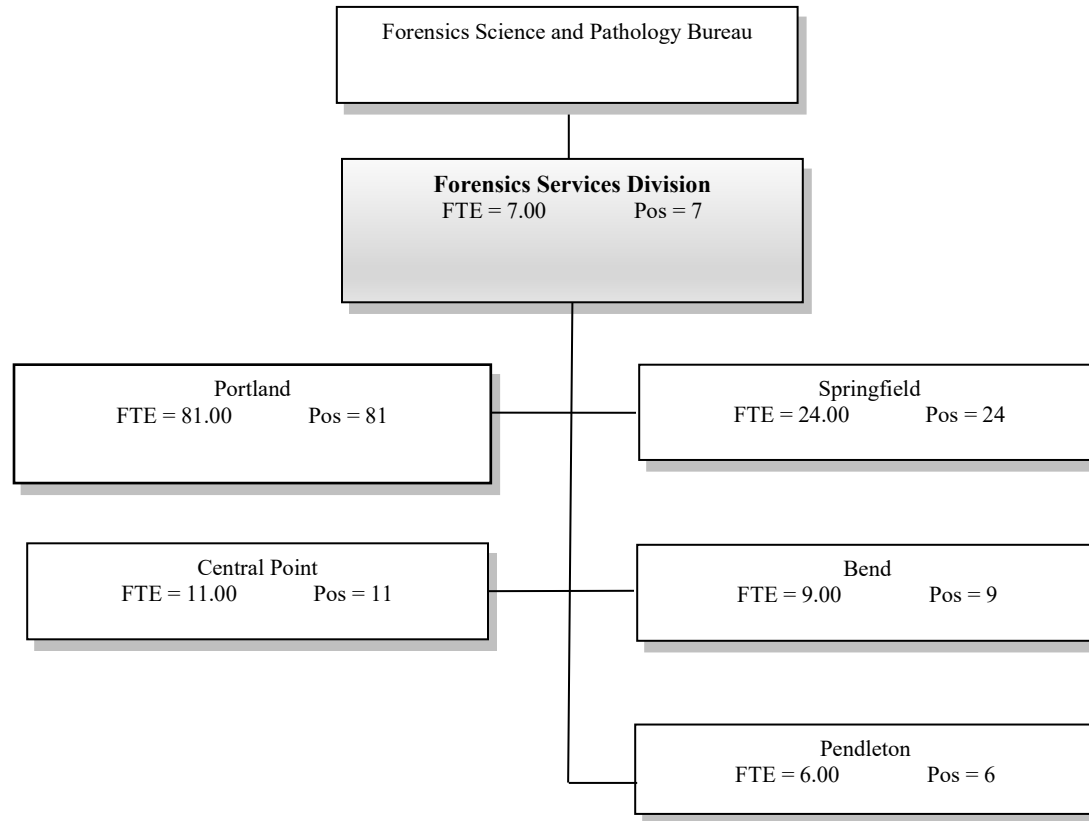 Forensics Science and Pathology Bureau
Forensics Services Division
FTE = 7.00 Pos = 7
Portland
FTE = 81.00 Pos = 81
Springfield
FTE = 24.00 Pos = 24
Central Point
FTE = 11.00 Pos = 11
Bend
FTE = 9.00 Pos = 9
Pendleton
FTE = 6.00 Pos = 6